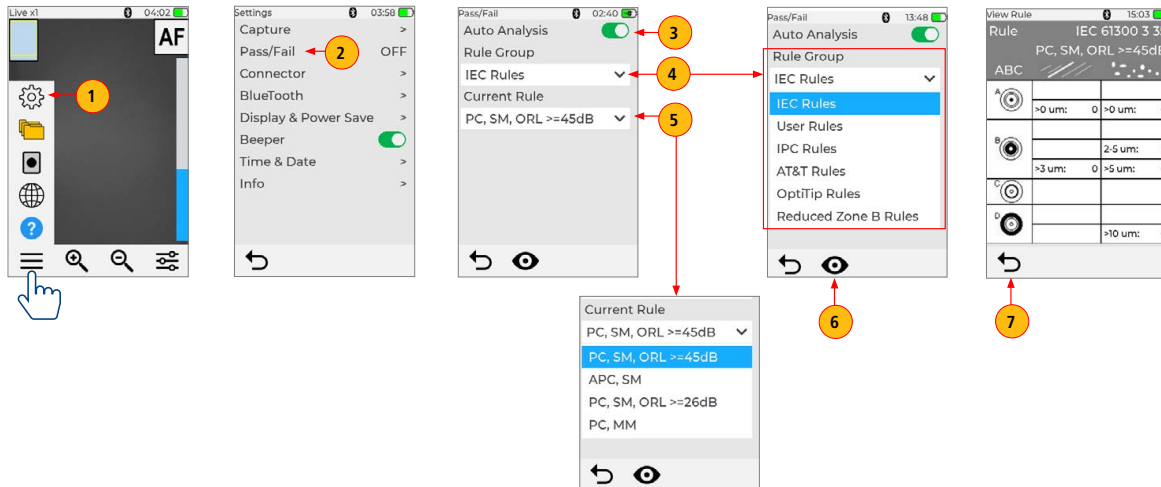 Live x1 04:02
AF
1
?
Settings 03:58
Capture >
Pass/Fail 2 OFF
Connector >
BlueTooth >
Display & Power Save >
Beeper
Time & Date >
Info >
Pass/Fail 02:40
Auto Analysis
3
Rule Group
IEC Rules
4
Current Rule
PC, SM, ORL >=45dB
5
Pass/Fail 13:48
Auto Analysis
Rule Group
IEC Rules
IEC Rules
User Rules
IPC Rules
AT&T Rules
OptiTip Rules
Reduced Zone B Rules
6
View Rule 15:03
Rule IEC 61300 3 35
PC, SM, ORL >=45dB
ABC
A
>0 um: 0 >0 um:
B
2-5 um:
>3 um: 0 >5 um:
C
D
>10 um:
7
Current Rule
PC, SM, ORL >=45dB
PC, SM, ORL >=45dB
APC, SM
PC, SM, ORL >=26dB
PC, MM